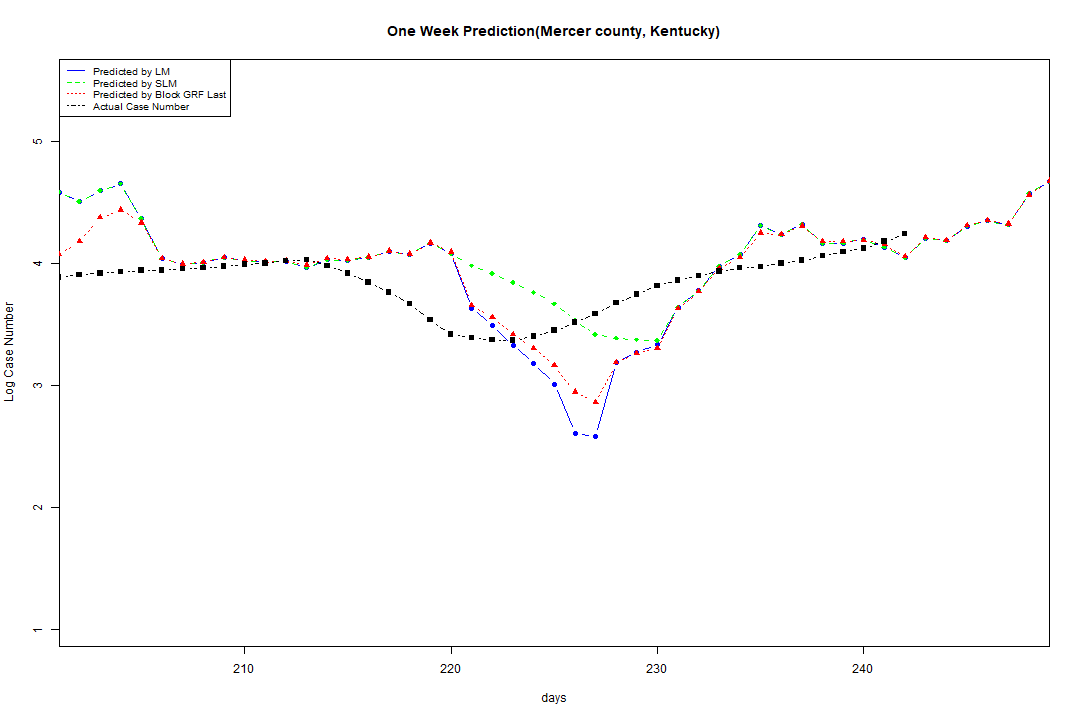 One Week Prediction(Mercer county, Kentucky)
Predicted by LM
Predicted by SLM
Predicted by Block GRF Last
Actual Case Number
5
4
3
2
1
Log Case Number
210
220
230
240
days